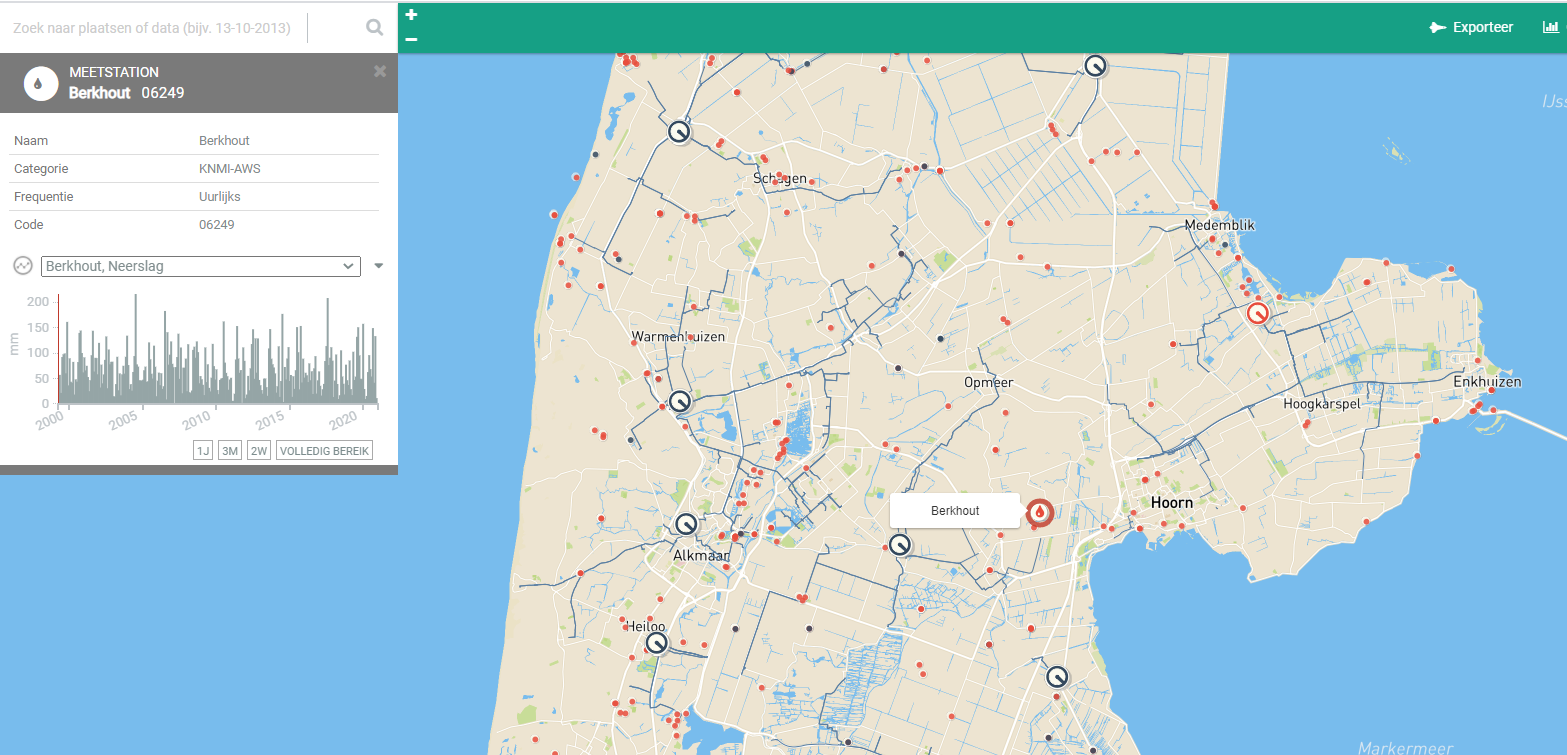 Zoek naar plaatsen of data (bijv. 13-10-2013)
+
−
Exporteer
MEETSTATION
Berkhout 06249
Naam Berkhout
Categorie KNMI-AWS
Frequentie Uurlijks
Code 06249
Berkhout, Neerslag
mm
200
150
100
50
0
2000 2005 2010 2015 2020
1J 3M 2W VOLLEDIG BEREIK
IJss
Schagen
Medemblik
Warmenhuizen
Opmeer
Enkhuizen
Hoogkarspel
Hoorn
Berkhout
Alkmaar
Heiloo
Markermeer